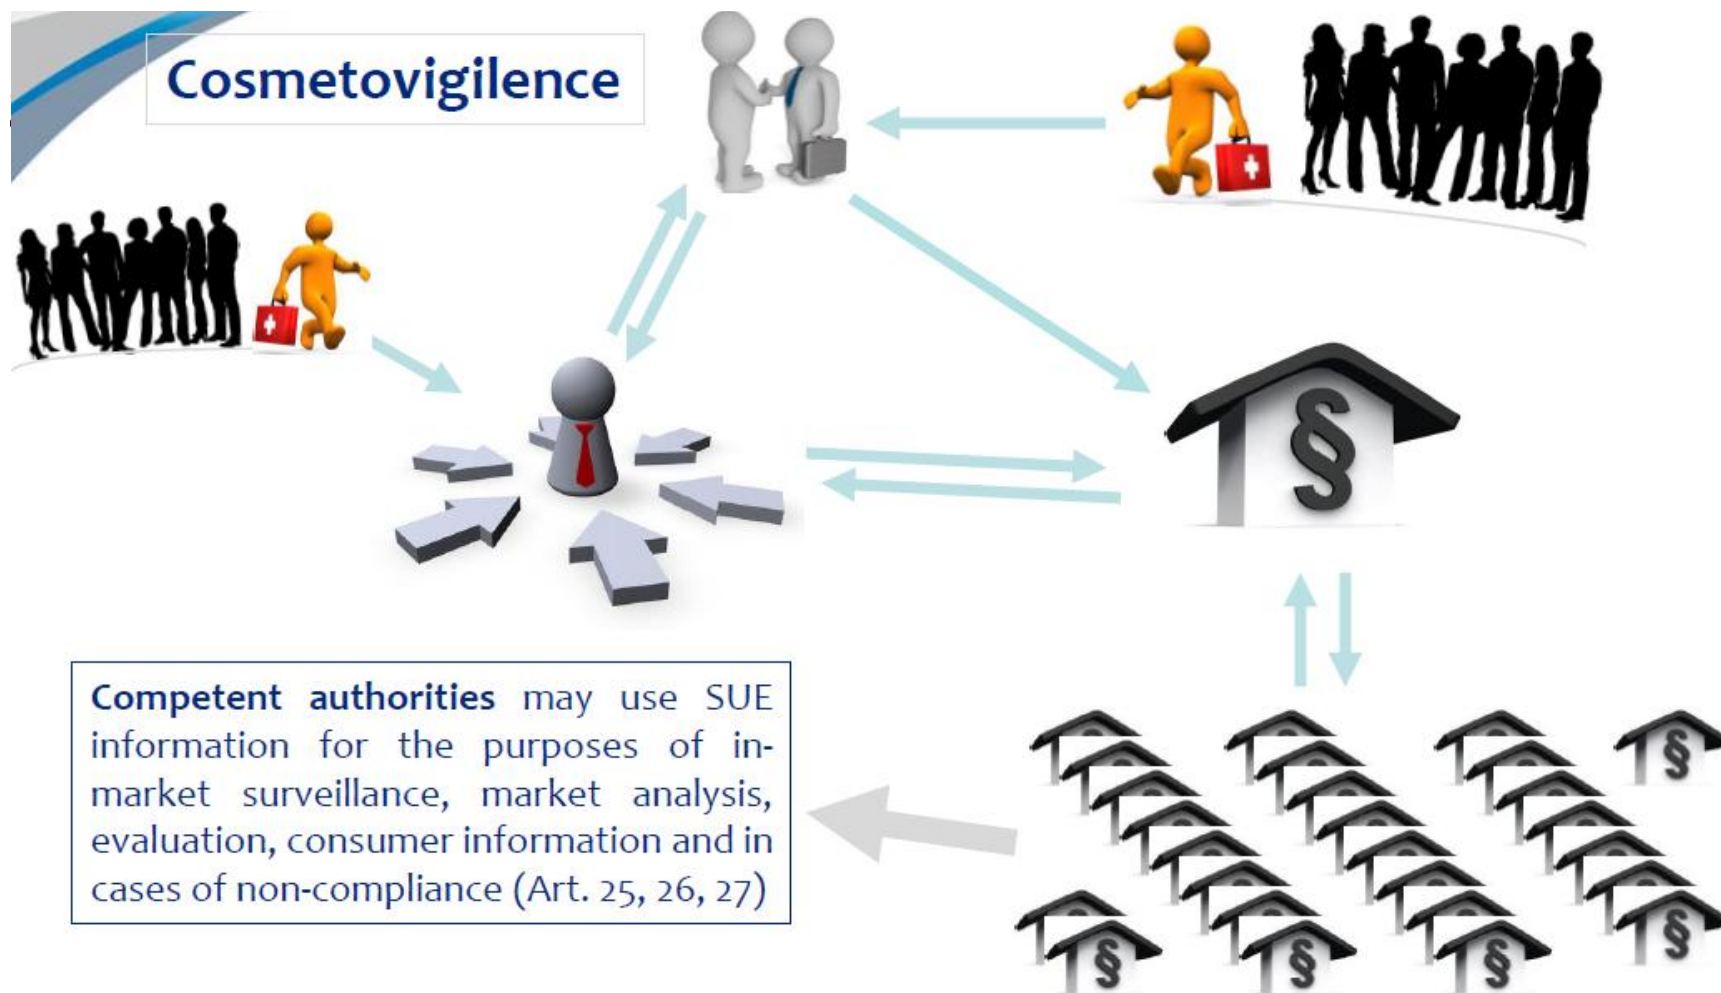 Cosmetovigilence
§
Competent authorities may use SUE
information for the purposes of in-
market surveillance, market analysis,
evaluation, consumer information and in
cases of non-compliance (Art. 25, 26, 27)
§
§
§
§
§